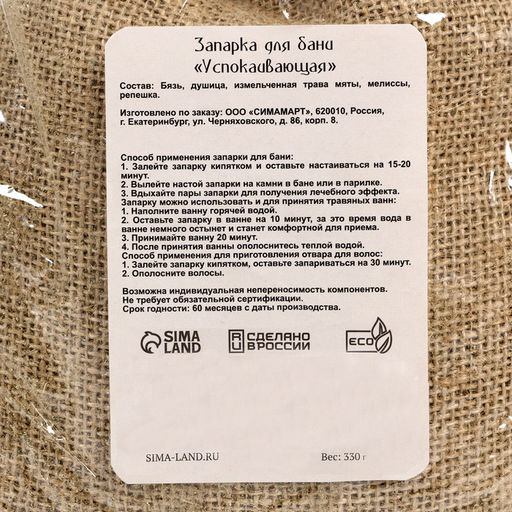 Запарка для бани
«Успокаивающая»
Состав: Бязь, душица, измельченная трава мяты, мелиссы,
репешка.
Изготовлено по заказу: ООО «СИМАМАРТ», 620010, Россия,
г. Екатеринбург, ул. Черняховского, д. 86, корп. 8.
Способ применения запарки для бани:
1. Залейте запарку кипятком и оставьте настаиваться на 15-20
минут.
2. Вылейте настой запарки на камни в бане или в парилке.
3. Вдыхайте пары запарки для получения лечебного эффекта.
Запарку можно использовать и для принятия травяных ванн:
1. Наполните ванну горячей водой.
2. Оставьте запарку в ванне на 10 минут, за это время вода в
ванне немного остынет и станет комфортной для приема.
3. Принимайте ванну 20 минут.
4. После принятия ванны ополоснитесь теплой водой.
Способ применения для приготовления отвара для волос:
1. Залейте запарку кипятком, оставьте запариваться на 30 минут.
2. Ополосните волосы.
Возможна индивидуальная непереносимость компонентов.
Не требует обязательной сертификации.
Срок годности: 60 месяцев с даты производства.
SIMA
LAND
RU
СДЕЛАНО
В РОССИИ
ECO
SIMA-LAND.RU
Вес: 330 г